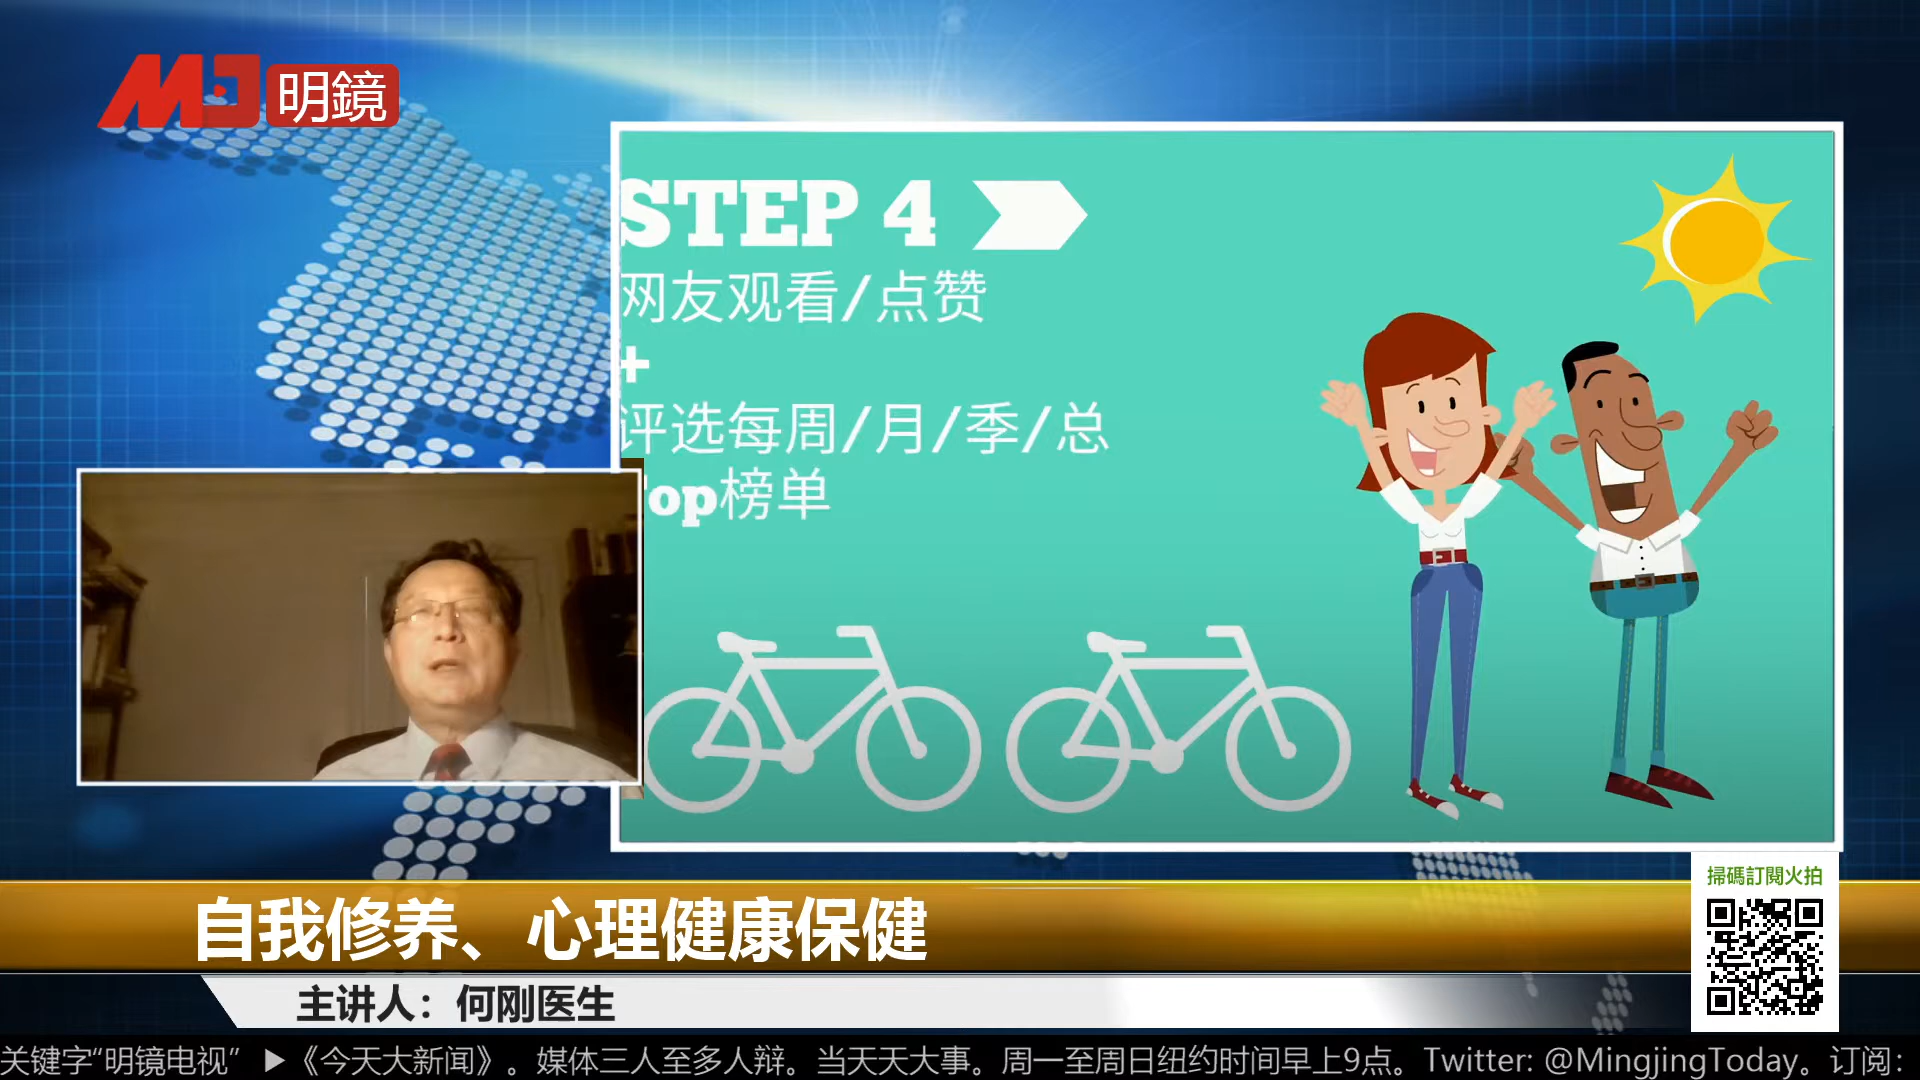 MJ 明鏡
STEP 4
网友观看/点赞
+
评选每周/月/季/总
Top榜单
自我修养、心理健康保健
主讲人：何刚医生
掃碼訂閱火拍
关键字“明镜电视” ▶《今天大新闻》。媒体三人至多人辩。当天天大事。周一至周日纽约时间早上9点。Twitter: @MingjingToday。订阅：